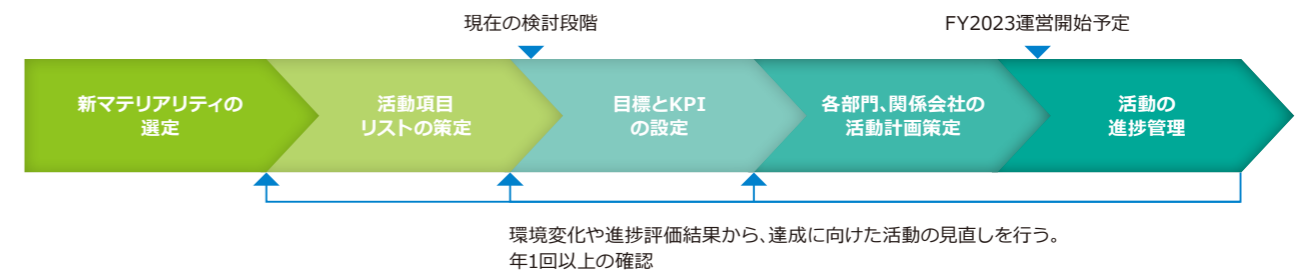 現在の検討段階
FY2023運営開始予定
新マテリアリティの
選定
活動項目
リストの策定
目標とKPI
の設定
各部門、関係会社の
活動計画策定
活動の
進捗管理
環境変化や進捗評価結果から、達成に向けた活動の見直しを行う。
年1回以上の確認